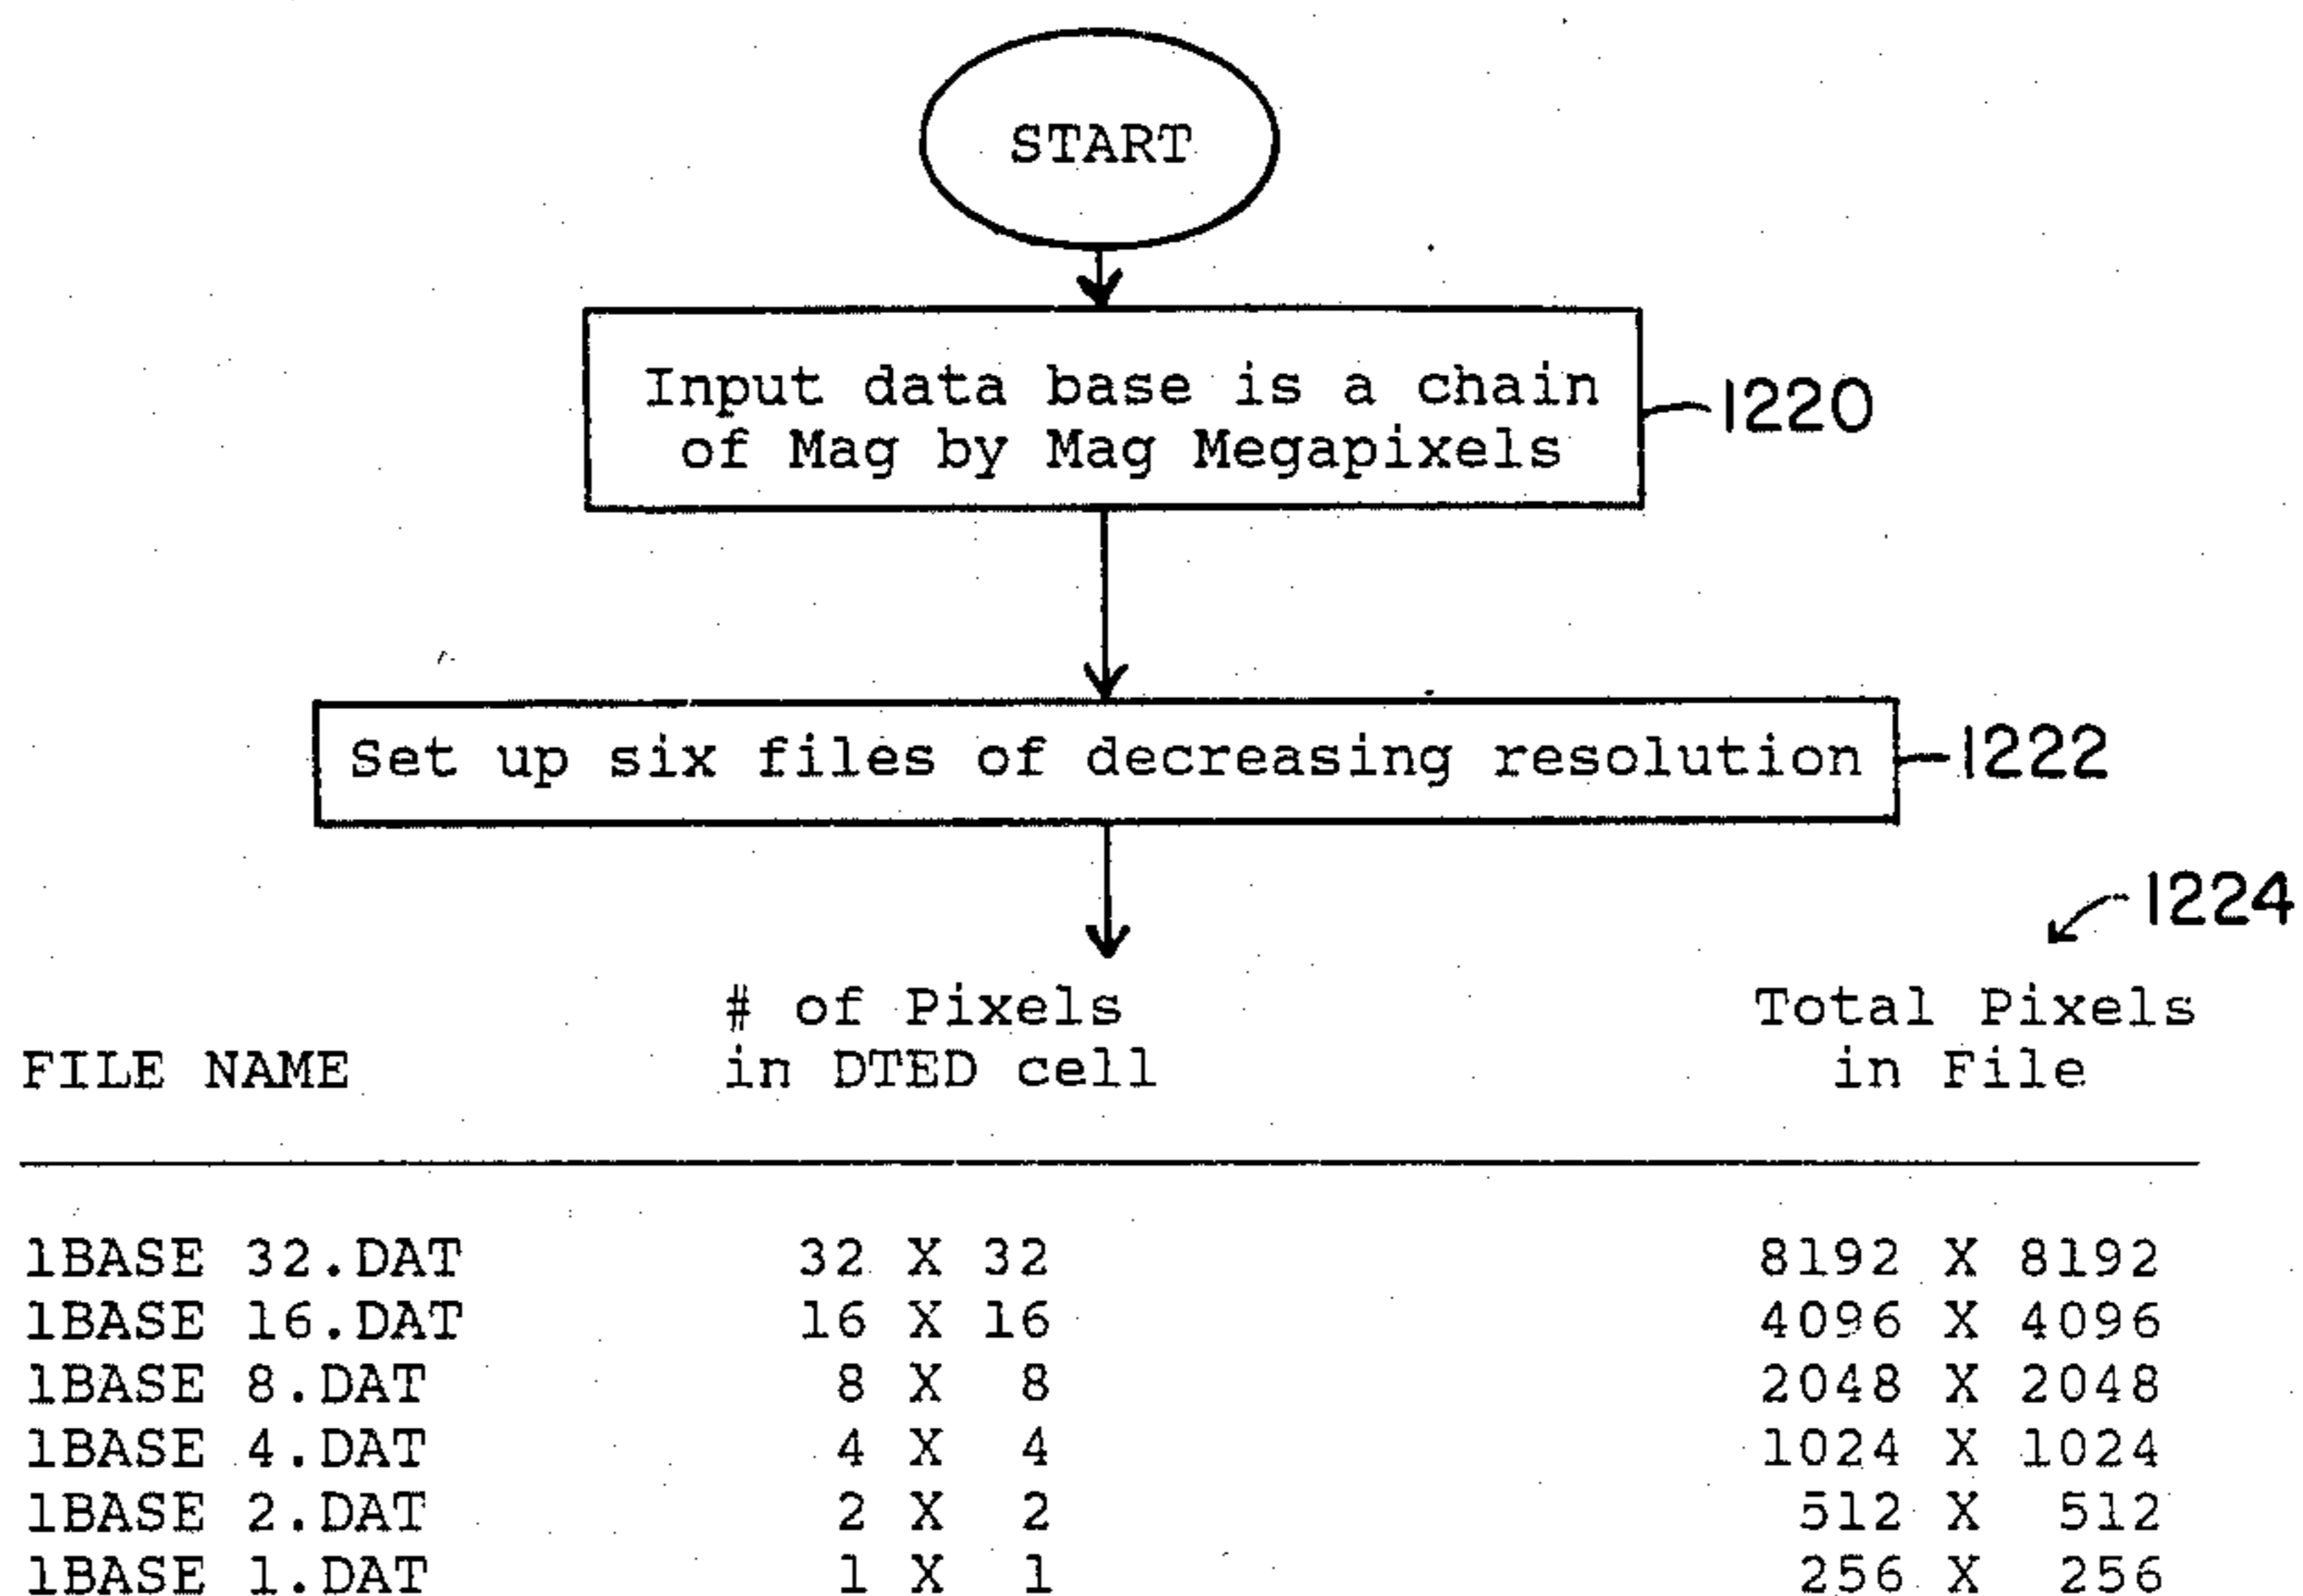 START
Input data base is a chain
of Mag by Mag Megapixels
1220
Set up six files of decreasing resolution
1222
1224
# of Pixels Total Pixels
FILE NAME in DTED cell in File
1BASE 32.DAT 32 X 32 8192 X 8192
1BASE 16.DAT 16 X 16 4096 X 4096
1BASE 8.DAT 8 X 8 2048 X 2048
1BASE 4.DAT 4 X 4 1024 X 1024
1BASE 2.DAT 2 X 2 512 X 512
1BASE 1.DAT 1 X 1 256 X 256